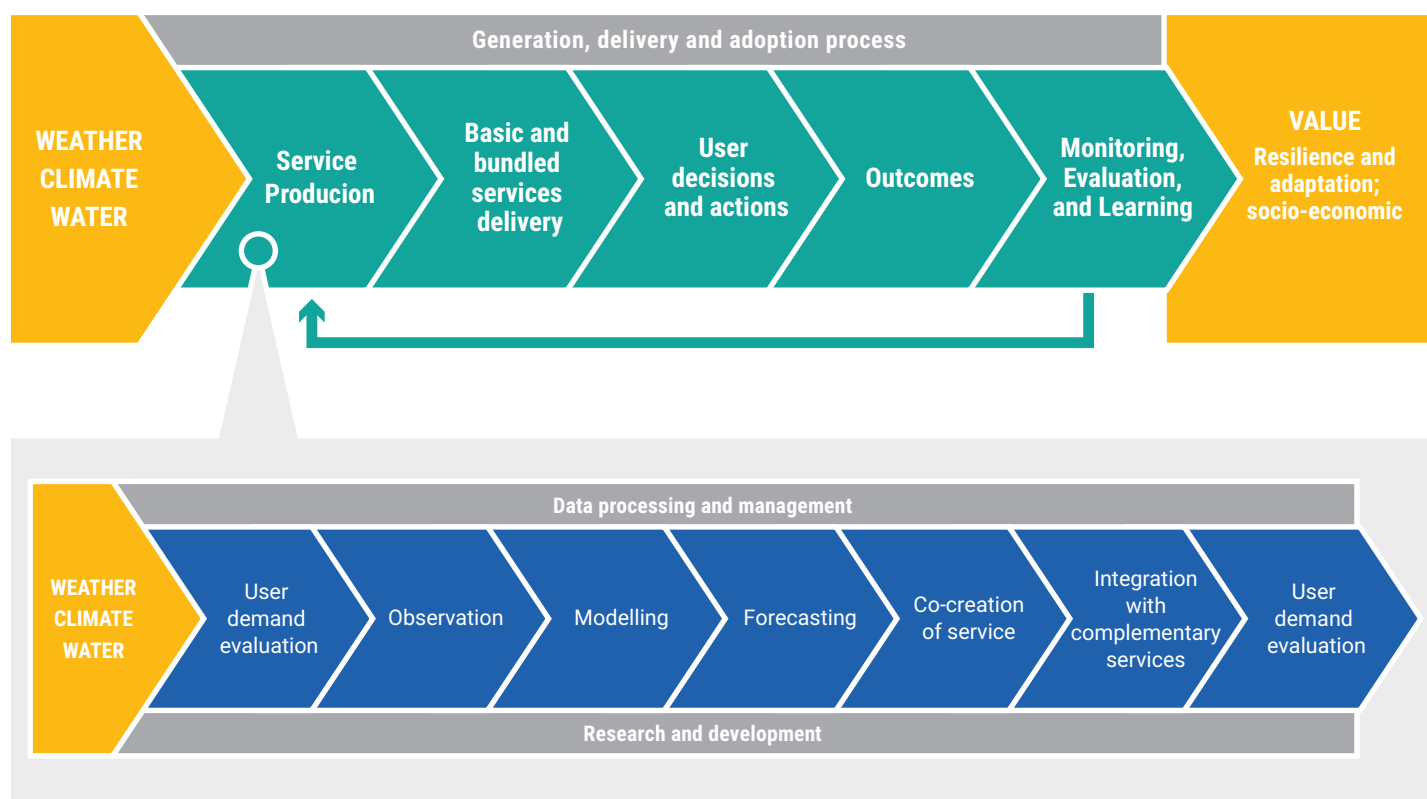 Generation, delivery and adoption process
WEATHER
CLIMATE
WATER
Service
Producion
Basic and
bundled
services
delivery
User
decisions
and actions
Outcomes
Monitoring,
Evaluation,
and Learning
VALUE
Resilience and
adaptation;
socio-economic
Data processing and management
WEATHER
CLIMATE
WATER
User
demand
evaluation
Observation
Modelling
Forecasting
Co-creation
of service
Integration
with
complementary
services
User
demand
evaluation
Research and development